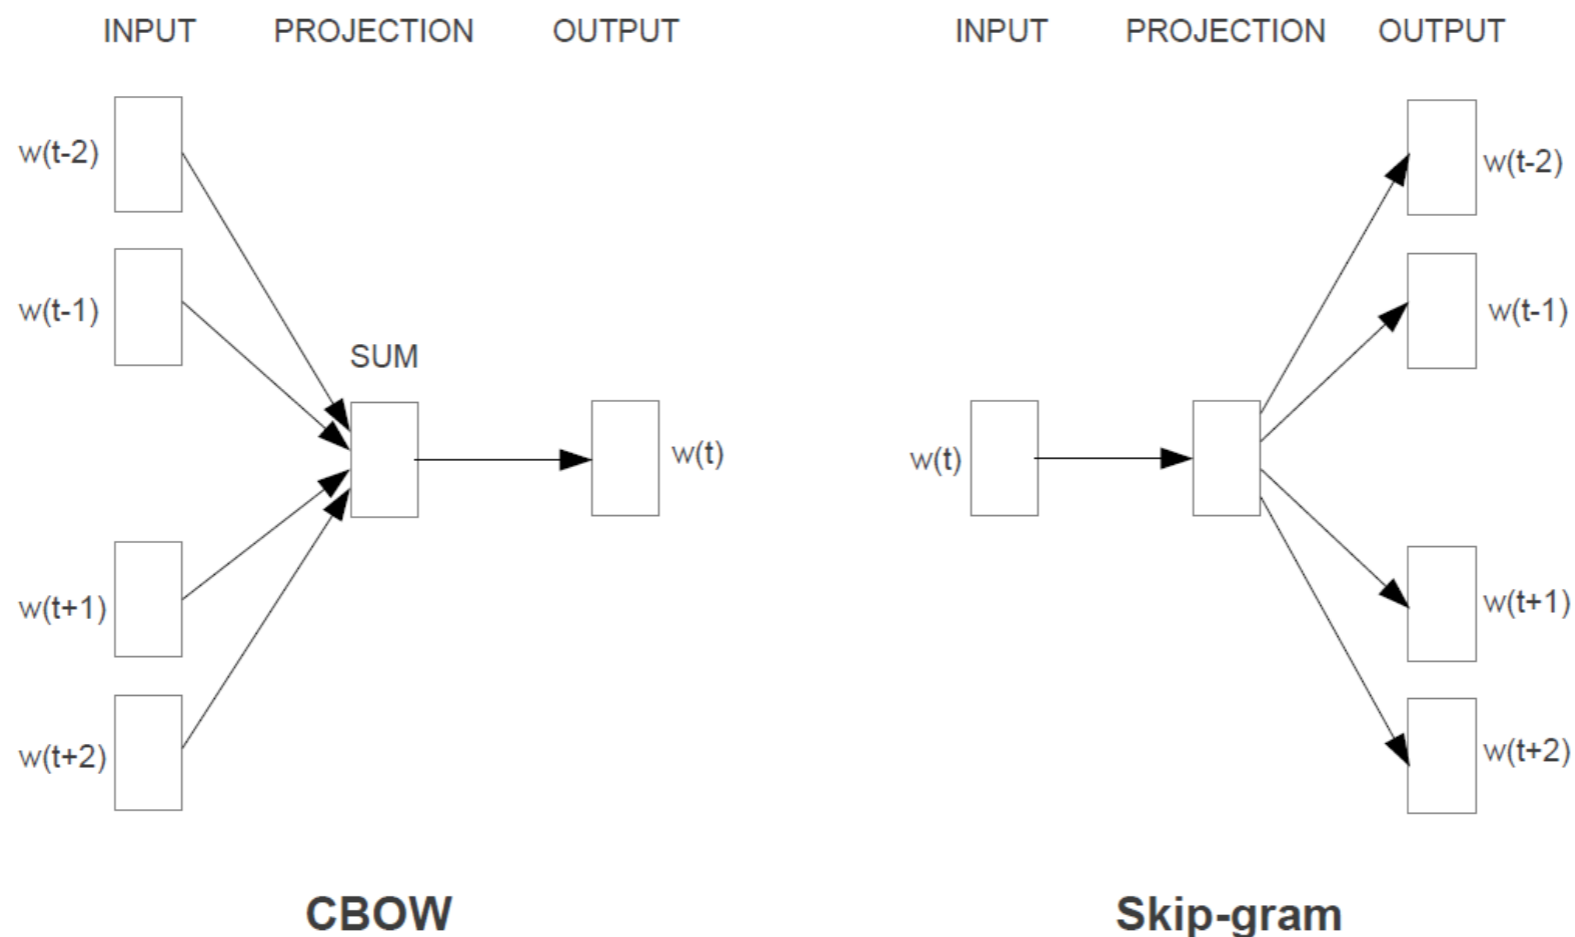 INPUT PROJECTION OUTPUT
w(t-2)
w(t-1)
SUM
w(t)
w(t+1)
w(t+2)
CBOW
INPUT PROJECTION OUTPUT
w(t-2)
w(t-1)
w(t)
w(t+1)
w(t+2)
Skip-gram